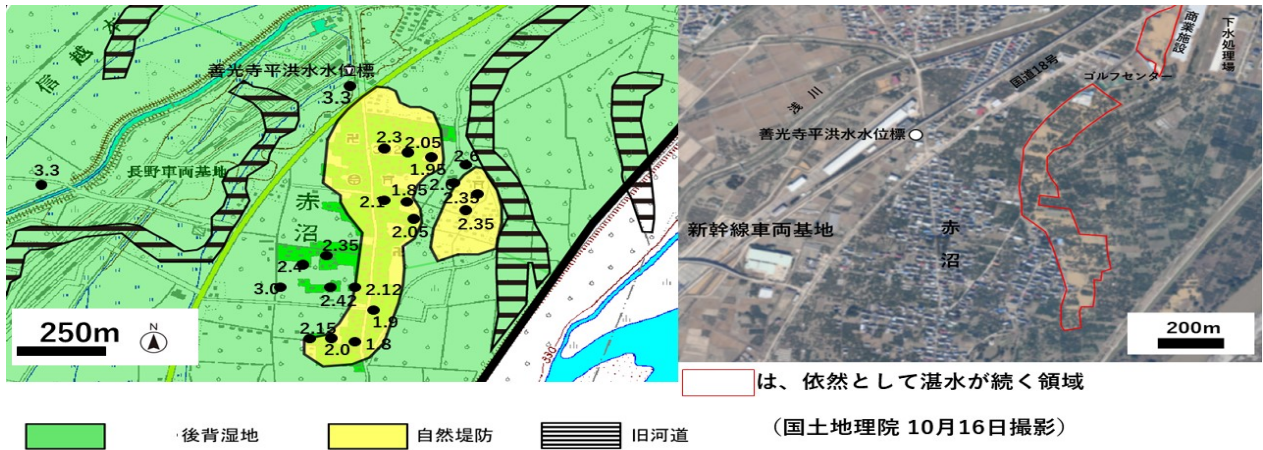 信越本
善光寺平洪水水位標
3.3
3.3
長野車両基地
赤
沼
2.3
2.05
1.95
2.6
2.35
2.35
1.85
2.05
2.35
2.4
3.0
2.42
2.12
1.9
2.15
2.0
1.8
330
250m
N
後背湿地
自然堤防
旧河道
商業施設
下水処理場
ゴルフセンター
国道18号
浅川
善光寺平洪水水位標
新幹線車両基地
赤
沼
200m
は、依然として湛水が続く領域
（国土地理院 10月16日撮影）